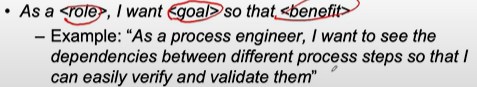 • As a <role>, I want <goal> so that <benefit>
– Example: “As a process engineer, I want to see the
dependencies between different process steps so that I
can easily verify and validate them”